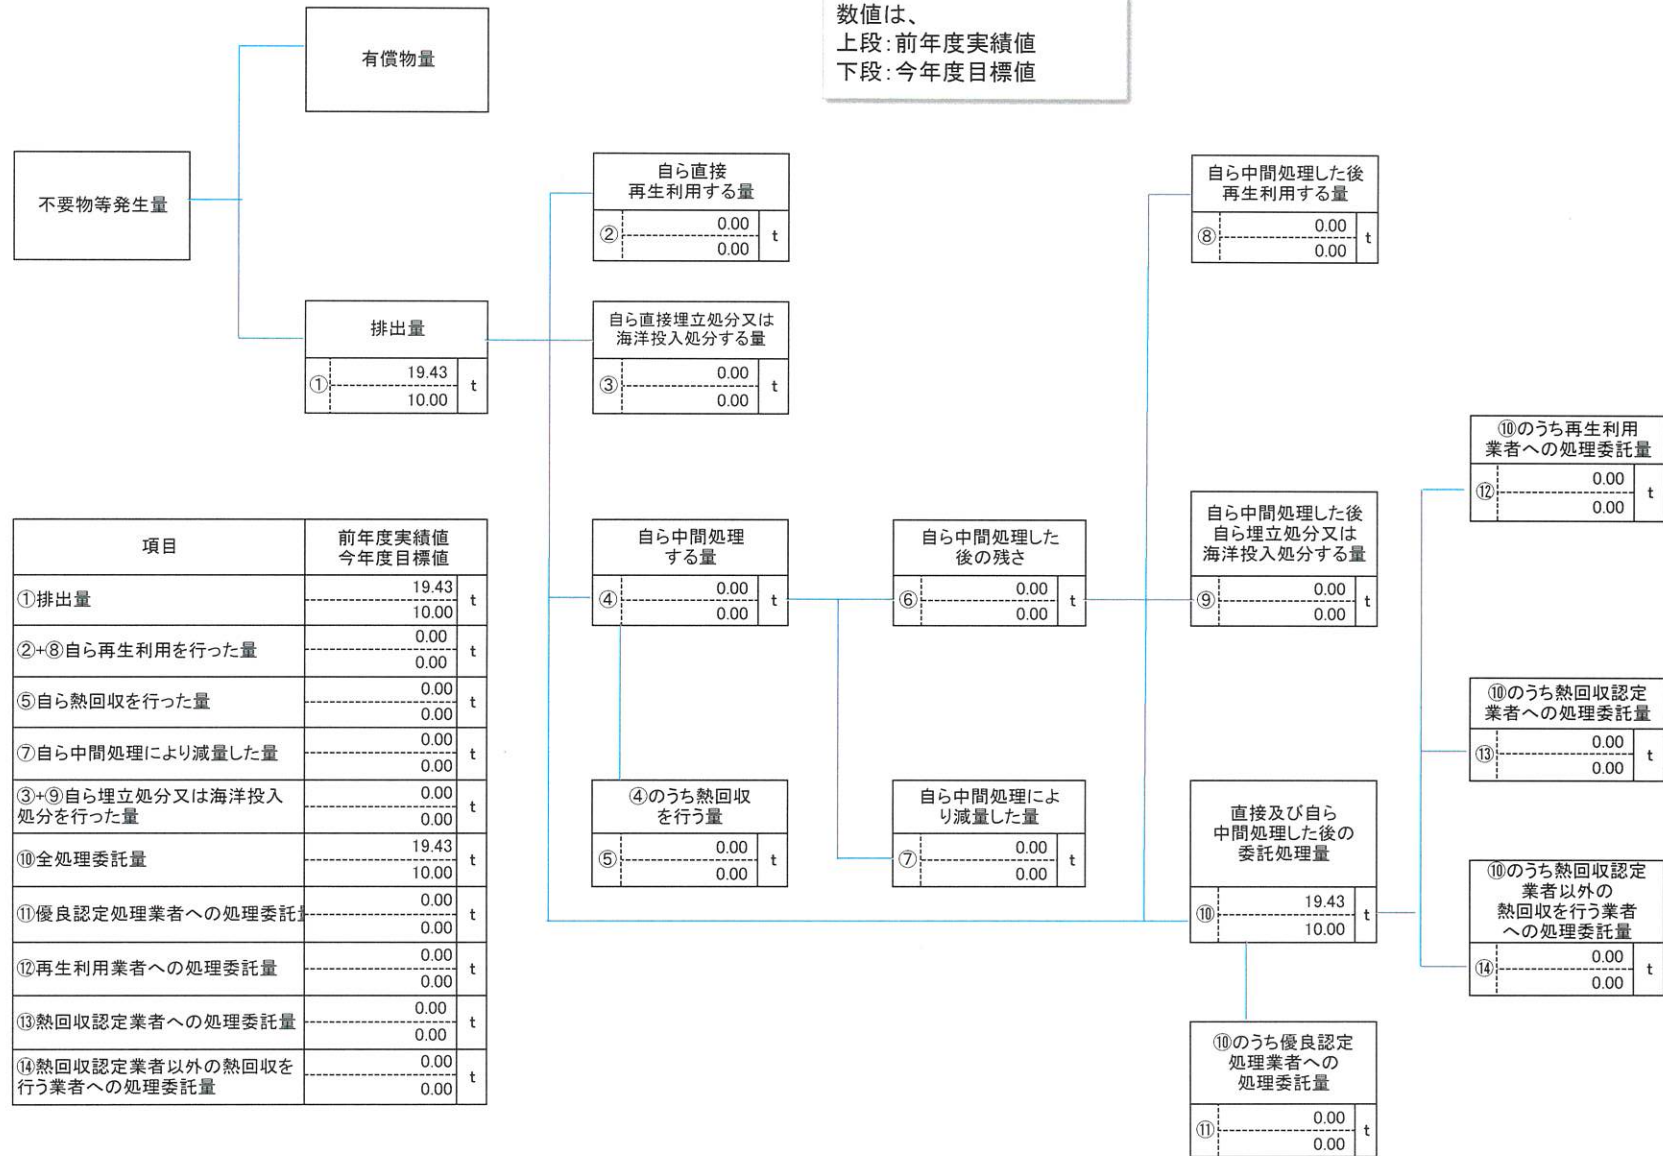 数値は、
上段:前年度実績値
下段:今年度目標値
有償物量
不要物等発生量
排出量
①
19.43
10.00
t
自ら直接
再生利用する量
②
0.00
0.00
t
自ら直接埋立処分又は
海洋投入処分する量
③
0.00
0.00
t
自ら中間処理
する量
④
0.00
0.00
t
④のうち熱回収
を行う量
⑤
0.00
0.00
t
自ら中間処理した
後の残さ
⑥
0.00
0.00
t
自ら中間処理によ
り減量した量
⑦
0.00
0.00
t
自ら中間処理した後
再生利用する量
⑧
0.00
0.00
t
自ら中間処理した後
自ら埋立処分又は
海洋投入処分する量
⑨
0.00
0.00
t
直接及び自ら
中間処理した後の
委託処理量
⑩
19.43
10.00
t
⑩のうち優良認定
処理業者への
処理委託量
⑪
0.00
0.00
t
⑩のうち再生利用
業者への処理委託量
⑫
0.00
0.00
t
⑩のうち熱回収認定
業者への処理委託量
⑬
0.00
0.00
t
⑩のうち熱回収認定
業者以外の
熱回収を行う業者
への処理委託量
⑭
0.00
0.00
t
項目
前年度実績値
今年度目標値
①排出量
19.43
10.00
t
②+⑧自ら再生利用を行った量
0.00
0.00
t
⑤自ら熱回収を行った量
0.00
0.00
t
⑦自ら中間処理により減量した量
0.00
0.00
t
③+⑨自ら埋立処分又は海洋投入
処分を行った量
0.00
0.00
t
⑩全処理委託量
19.43
10.00
t
⑪優良認定処理業者への処理委託
0.00
0.00
t
⑫再生利用業者への処理委託量
0.00
0.00
t
⑬熱回収認定業者への処理委託量
0.00
0.00
t
⑭熱回収認定業者以外の熱回収を
行う業者への処理委託量
0.00
0.00
t